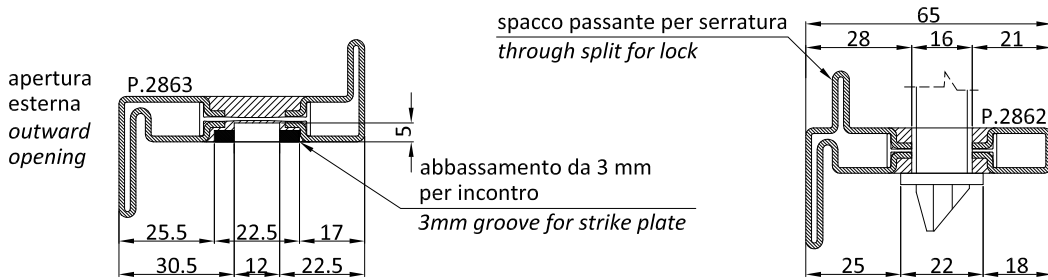 apertura
esterna
outward
opening
P.2863
5
abbassamento da 3 mm
per incontro
3mm groove for strike plate
25.5 22.5 17
30.5 12 22.5
spacco passante per serratura
through split for lock
65
28 16 21
P.2862
25 22 18